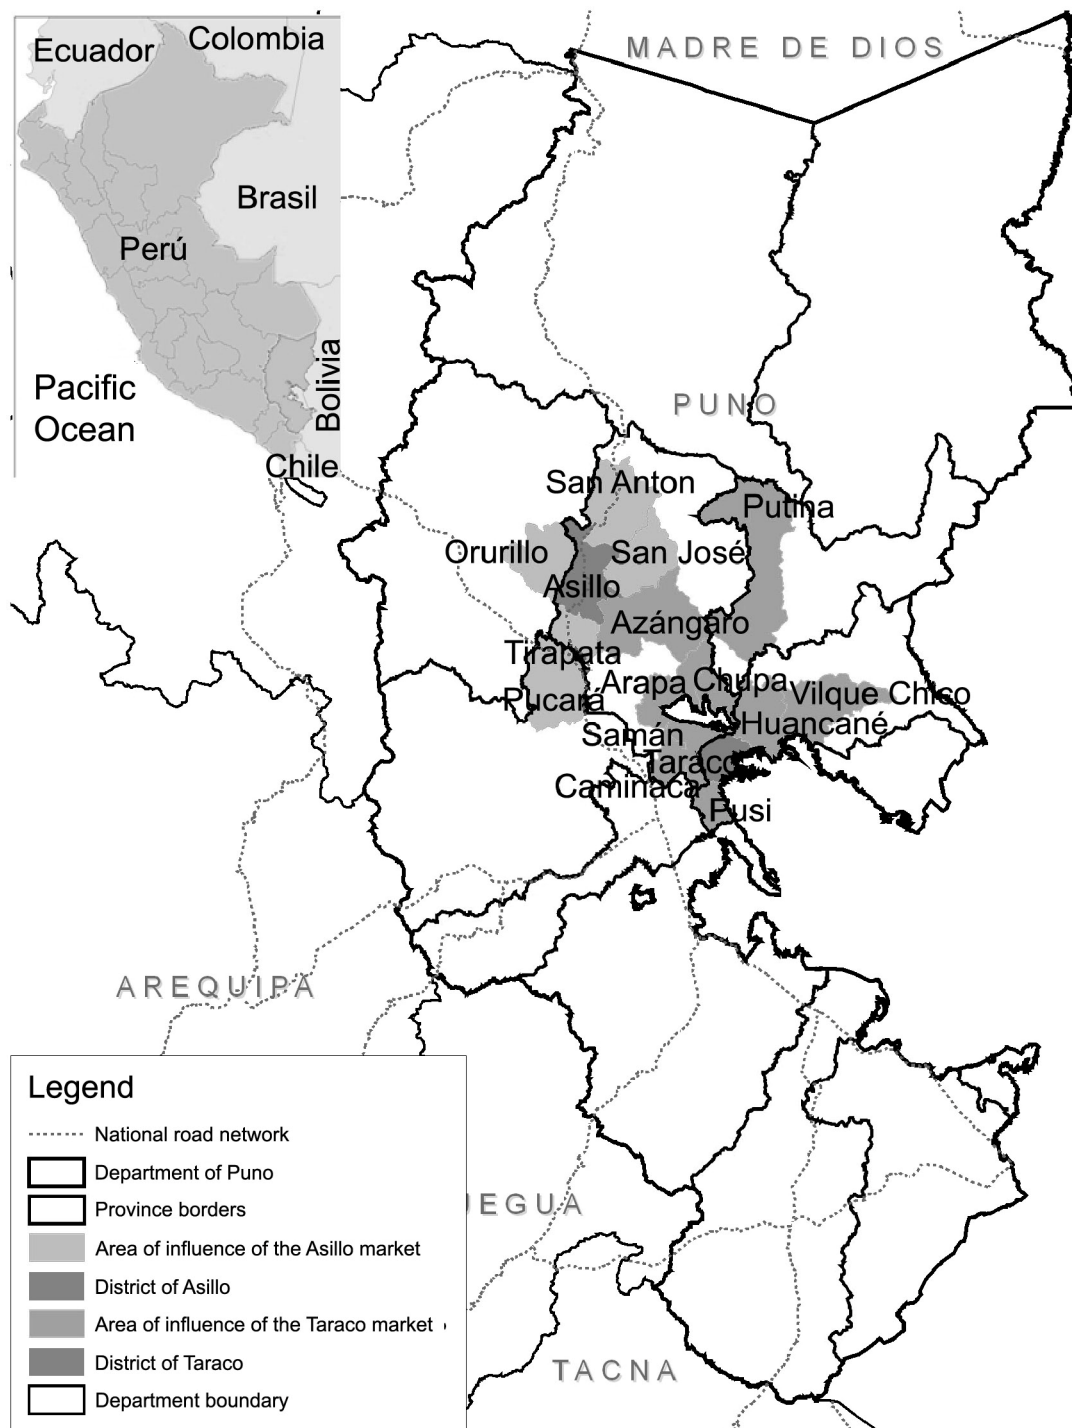 Ecuador
Colombia
Brasil
Perú
Pacific
Ocean
Bolivia
Chile
MADRE DE DIOS
PUNO
San Anton
Putina
Orurillo
San José
Asillo
Azángaro
Tirapata
Arapa
Chupa
Vilque Chico
Pucará
Huancané
Samán
Taraco
Caminaca
Pusi
AREQUIPA
UEGUA
TACNA
Legend
National road network
Department of Puno
Province borders
Area of influence of the Asillo market
District of Asillo
Area of influence of the Taraco market
District of Taraco
Department boundary